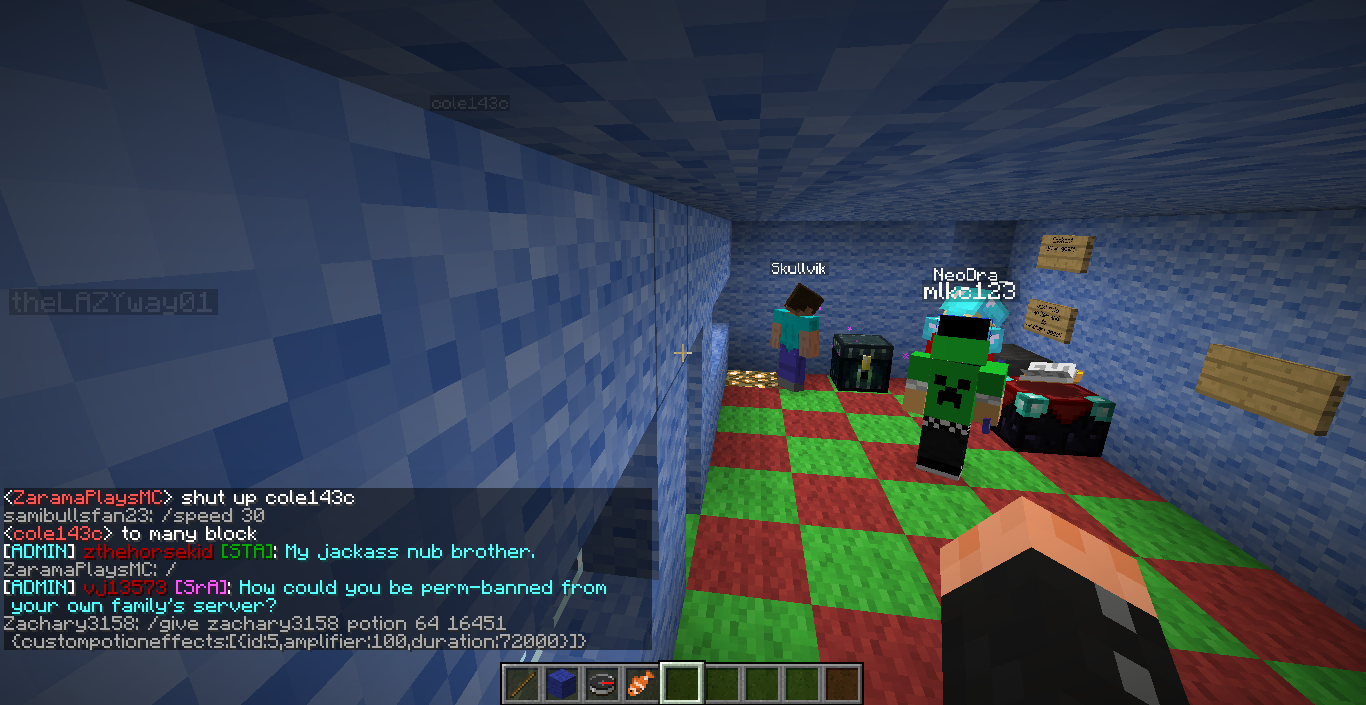 cole143c
Skullvik
NeoDra_
mlkc123
theLAZYway01
<ZaramaPlaysMC> shut up cole143c
samibullsfan23: /speed 30
<cole143c> to many block
[ADMIN] zthehorsekid [STA]: My jackass nub brother.
ZaramaPlaysMC: /
[ADMIN] vj13573 [SrA]: How could you be perm-banned from
your own family's server?
Zachary3158: /give zachary3158 potion 64 16451
{custompotioneffects:[{id:5,amplifier:100,duration:72000}]}